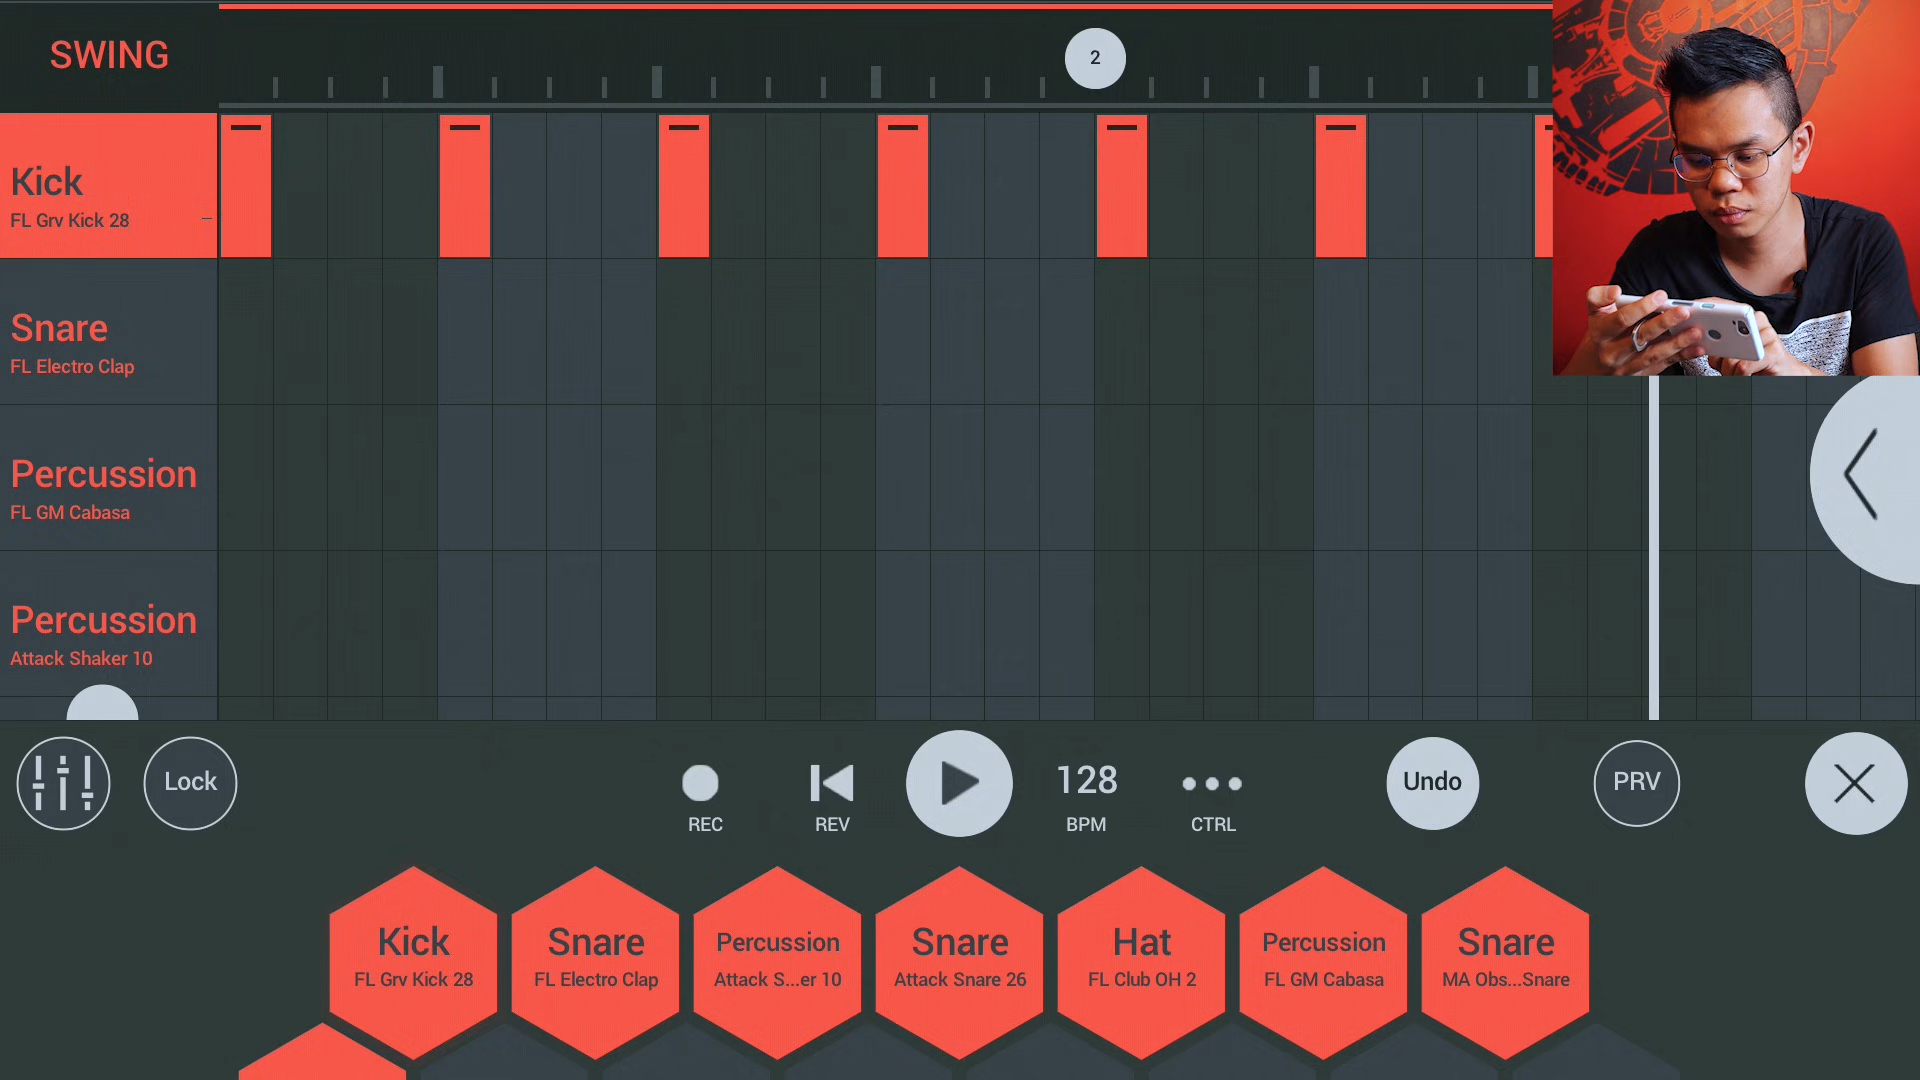 SWING
2
Kick
FL Grv Kick 28
Snare
FL Electro Clap
Percussion
FL GM Cabasa
Percussion
Attack Shaker 10
Lock
REC
REV
128
BPM
CTRL
Undo
PRV
Kick
FL Grv Kick 28
Snare
FL Electro Clap
Percussion
Attack S...er 10
Snare
Attack Snare 26
Hat
FL Club OH 2
Percussion
FL GM Cabasa
Snare
MA Obs...Snare